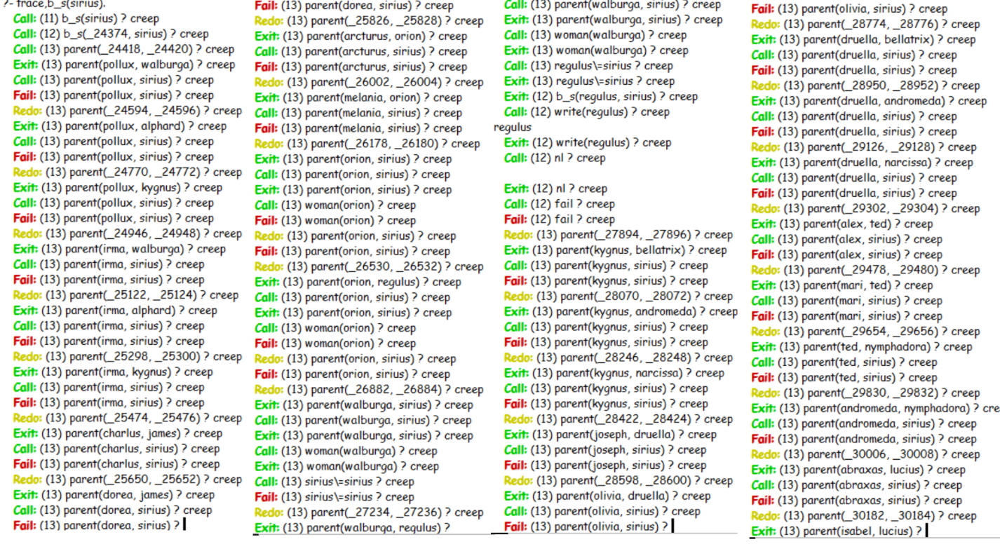 ?- trace,b_s(sirius).
Call: (11) b_s(sirius) ? creep
Call: (12) b_s(_24374, sirius) ? creep
Call: (13) parent(_24418, _24420) ? creep
Exit: (13) parent(pollux, walburga) ? creep
Call: (13) parent(pollux, sirius) ? creep
Fail: (13) parent(pollux, sirius) ? creep
Redo: (13) parent(_24594, _24596) ? creep
Exit: (13) parent(pollux, alphard) ? creep
Call: (13) parent(pollux, sirius) ? creep
Fail: (13) parent(pollux, sirius) ? creep
Redo: (13) parent(_24770, _24772) ? creep
Exit: (13) parent(pollux, kygnus) ? creep
Call: (13) parent(pollux, sirius) ? creep
Fail: (13) parent(pollux, sirius) ? creep
Redo: (13) parent(_24946, _24948) ? creep
Exit: (13) parent(irma, walburga) ? creep
Call: (13) parent(irma, sirius) ? creep
Fail: (13) parent(irma, sirius) ? creep
Redo: (13) parent(_25122, _25124) ? creep
Exit: (13) parent(irma, alphard) ? creep
Call: (13) parent(irma, sirius) ? creep
Fail: (13) parent(irma, sirius) ? creep
Redo: (13) parent(_25298, _25300) ? creep
Exit: (13) parent(irma, kygnus) ? creep
Call: (13) parent(irma, sirius) ? creep
Fail: (13) parent(irma, sirius) ? creep
Redo: (13) parent(_25474, _25476) ? creep
Exit: (13) parent(charlus, james) ? creep
Call: (13) parent(charlus, sirius) ? creep
Fail: (13) parent(charlus, sirius) ? creep
Redo: (13) parent(_25650, _25652) ? creep
Exit: (13) parent(dorea, james) ? creep
Call: (13) parent(dorea, sirius) ? creep
Fail: (13) parent(dorea, sirius) ?
Fail: (13) parent(dorea, sirius) ? creep
Redo: (13) parent(_25826, _25828) ? creep
Exit: (13) parent(arcturus, orion) ? creep
Call: (13) parent(arcturus, sirius) ? creep
Fail: (13) parent(arcturus, sirius) ? creep
Redo: (13) parent(_26002, _26004) ? creep
Exit: (13) parent(melania, orion) ? creep
Call: (13) parent(melania, sirius) ? creep
Fail: (13) parent(melania, sirius) ? creep
Redo: (13) parent(_26178, _26180) ? creep
Exit: (13) parent(orion, sirius) ? creep
Call: (13) parent(orion, sirius) ? creep
Exit: (13) parent(orion, sirius) ? creep
Call: (13) woman(orion) ? creep
Fail: (13) woman(orion) ? creep
Redo: (13) parent(orion, sirius) ? creep
Fail: (13) parent(orion, sirius) ? creep
Redo: (13) parent(_26530, _26532) ? creep
Exit: (13) parent(orion, regulus) ? creep
Call: (13) parent(orion, sirius) ? creep
Exit: (13) parent(orion, sirius) ? creep
Call: (13) woman(orion) ? creep
Fail: (13) woman(orion) ? creep
Redo: (13) parent(orion, sirius) ? creep
Fail: (13) parent(orion, sirius) ? creep
Redo: (13) parent(_26882, _26884) ? creep
Exit: (13) parent(walburga, sirius) ? creep
Call: (13) parent(walburga, sirius) ? creep
Exit: (13) parent(walburga, sirius) ? creep
Call: (13) woman(walburga) ? creep
Exit: (13) woman(walburga) ? creep
Call: (13) sirius\=sirius ? creep
Fail: (13) sirius\=sirius ? creep
Redo: (13) parent(_27234, _27236) ? creep
Exit: (13) parent(walburga, regulus) ?
Call: (13) parent(walburga, sirius) ? creep
Exit: (13) parent(walburga, sirius) ? creep
Call: (13) woman(walburga) ? creep
Exit: (13) woman(walburga) ? creep
Call: (13) regulus\=sirius ? creep
Exit: (13) regulus\=sirius ? creep
Exit: (12) b_s(regulus, sirius) ? creep
Call: (12) write(regulus) ? creep
regulus
Exit: (12) write(regulus) ? creep
Call: (12) nl ? creep
Exit: (12) nl ? creep
Call: (12) fail ? creep
Fail: (12) fail ? creep
Redo: (13) parent(_27894, _27896) ? creep
Exit: (13) parent(kygnus, bellatrix) ? creep
Call: (13) parent(kygnus, sirius) ? creep
Fail: (13) parent(kygnus, sirius) ? creep
Redo: (13) parent(_28070, _28072) ? creep
Exit: (13) parent(kygnus, andromeda) ? creep
Call: (13) parent(kygnus, sirius) ? creep
Fail: (13) parent(kygnus, sirius) ? creep
Redo: (13) parent(_28246, _28248) ? creep
Exit: (13) parent(kygnus, narcissa) ? creep
Call: (13) parent(kygnus, sirius) ? creep
Fail: (13) parent(kygnus, sirius) ? creep
Redo: (13) parent(_28422, _28424) ? creep
Exit: (13) parent(joseph, druella) ? creep
Call: (13) parent(joseph, sirius) ? creep
Fail: (13) parent(joseph, sirius) ? creep
Redo: (13) parent(_28598, _28600) ? creep
Exit: (13) parent(olivia, druella) ? creep
Call: (13) parent(olivia, sirius) ? creep
Fail: (13) parent(olivia, sirius) ?
Fail: (13) parent(olivia, sirius) ? creep
Redo: (13) parent(_28774, _28776) ? creep
Exit: (13) parent(druella, bellatrix) ? creep
Call: (13) parent(druella, sirius) ? creep
Fail: (13) parent(druella, sirius) ? creep
Redo: (13) parent(_28950, _28952) ? creep
Exit: (13) parent(druella, andromeda) ? creep
Call: (13) parent(druella, sirius) ? creep
Fail: (13) parent(druella, sirius) ? creep
Redo: (13) parent(_29126, _29128) ? creep
Exit: (13) parent(druella, narcissa) ? creep
Call: (13) parent(druella, sirius) ? creep
Fail: (13) parent(druella, sirius) ? creep
Redo: (13) parent(_29302, _29304) ? creep
Exit: (13) parent(alex, ted) ? creep
Call: (13) parent(alex, sirius) ? creep
Fail: (13) parent(alex, sirius) ? creep
Redo: (13) parent(_29478, _29480) ? creep
Exit: (13) parent(mari, ted) ? creep
Call: (13) parent(mari, sirius) ? creep
Fail: (13) parent(mari, sirius) ? creep
Redo: (13) parent(_29654, _29656) ? creep
Exit: (13) parent(ted, nymphadora) ? creep
Call: (13) parent(ted, sirius) ? creep
Fail: (13) parent(ted, sirius) ? creep
Redo: (13) parent(_29830, _29832) ? creep
Exit: (13) parent(andromeda, nymphadora) ? cre
Call: (13) parent(andromeda, sirius) ? creep
Fail: (13) parent(andromeda, sirius) ? creep
Redo: (13) parent(_30006, _30008) ? creep
Exit: (13) parent(abraxas, lucius) ? creep
Call: (13) parent(abraxas, sirius) ? creep
Fail: (13) parent(abraxas, sirius) ? creep
Redo: (13) parent(_30182, _30184) ? creep
Exit: (13) parent(isabel, lucius) ?